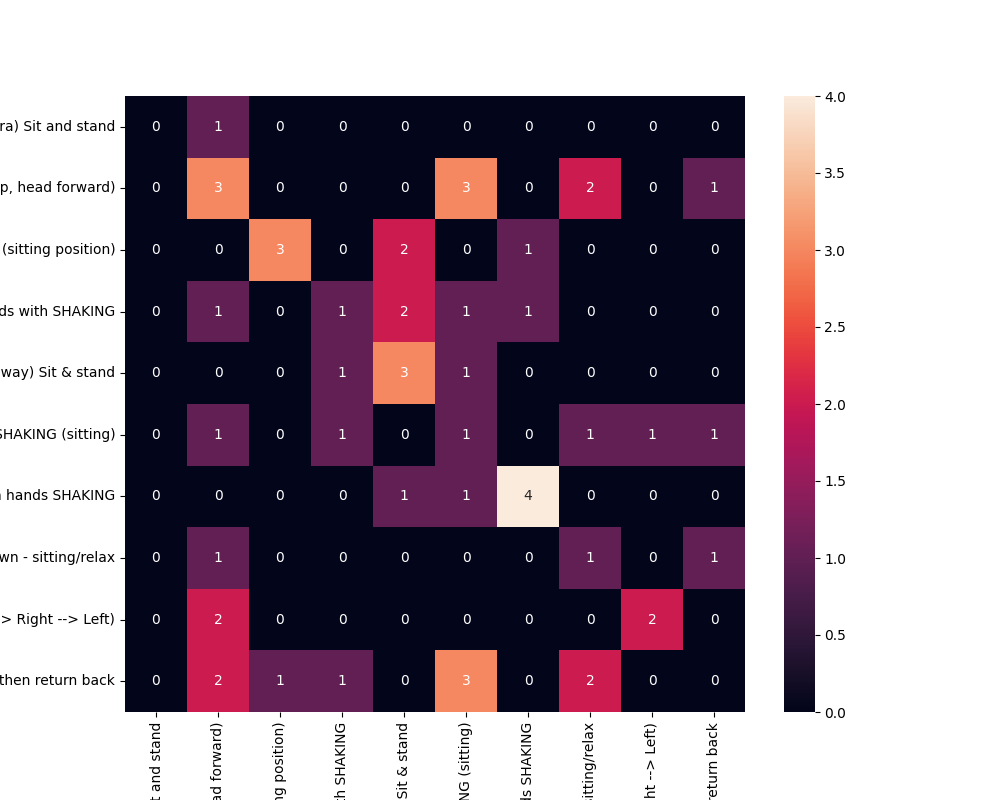 ra) Sit and stand 0 1 0 0 0 0 0 0 0 0
p, head forward) 0 3 0 0 0 3 0 2 0 1
(sitting position) 0 0 3 0 2 0 1 0 0 0
ds with SHAKING 0 1 0 1 2 1 1 0 0 0
way) Sit & stand 0 0 0 1 3 1 0 0 0 0
SHAKING (sitting) 0 1 0 1 0 1 0 1 1 1
hands SHAKING 0 0 0 0 1 1 4 0 0 0
wn - sitting/relax 0 1 0 0 0 0 0 1 0 1
> Right --> Left) 0 2 0 0 0 0 0 0 2 0
then return back 0 2 1 1 0 3 0 2 0 0
t and stand
ad forward)
ng position)
th SHAKING
Sit & stand
NG (sitting)
ds SHAKING
sitting/relax
ht --> Left)
return back
4.0
3.5
3.0
2.5
2.0
1.5
1.0
0.5
0.0